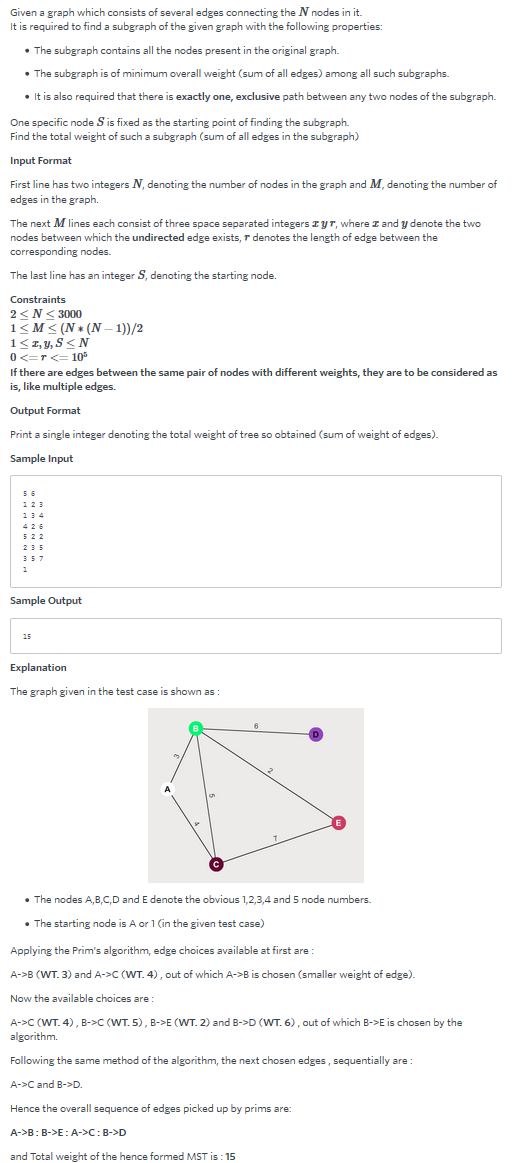 Given a graph which consists of several edges connecting the N nodes in it.
It is required to find a subgraph of the given graph with the following properties:
• The subgraph contains all the nodes present in the original graph.
• The subgraph is of minimum overall weight (sum of all edges) among all such subgraphs.
• It is also required that there is exactly one, exclusive path between any two nodes of the subgraph.
One specific node S is fixed as the starting point of finding the subgraph.
Find the total weight of such a subgraph (sum of all edges in the subgraph)
Input Format
First line has two integers N, denoting the number of nodes in the graph and M, denoting the number of
edges in the graph.
The next M lines each consist of three space separated integers x y r, where x and y denote the two
nodes between which the undirected edge exists, r denotes the length of edge between the
corresponding nodes.
The last line has an integer S, denoting the starting node.
Constraints
2 ≤ N ≤ 3000
1 ≤ M ≤ (N * (N − 1))/2
1 ≤ x, y, S ≤ N
0 <= r <= 10⁵
If there are edges between the same pair of nodes with different weights, they are to be considered as
is, like multiple edges.
Output Format
Print a single integer denoting the total weight of tree so obtained (sum of weight of edges).
Sample Input
5 6
1 2 3
1 3 4
4 2 6
5 2 2
2 3 5
3 5 7
1
Sample Output
15
Explanation
The graph given in the test case is shown as :
B
6
D
3
2
A
5
4
E
7
C
• The nodes A,B,C,D and E denote the obvious 1,2,3,4 and 5 node numbers.
• The starting node is A or 1 (in the given test case)
Applying the Prim's algorithm, edge choices available at first are :
A->B (WT. 3) and A->C (WT. 4) , out of which A->B is chosen (smaller weight of edge).
Now the available choices are :
A->C (WT. 4) , B->C (WT. 5) , B->E (WT. 2) and B->D (WT. 6) , out of which B->E is chosen by the
algorithm.
Following the same method of the algorithm, the next chosen edges , sequentially are :
A->C and B->D.
Hence the overall sequence of edges picked up by prims are:
A->B : B->E : A->C : B->D
and Total weight of the hence formed MST is : 15